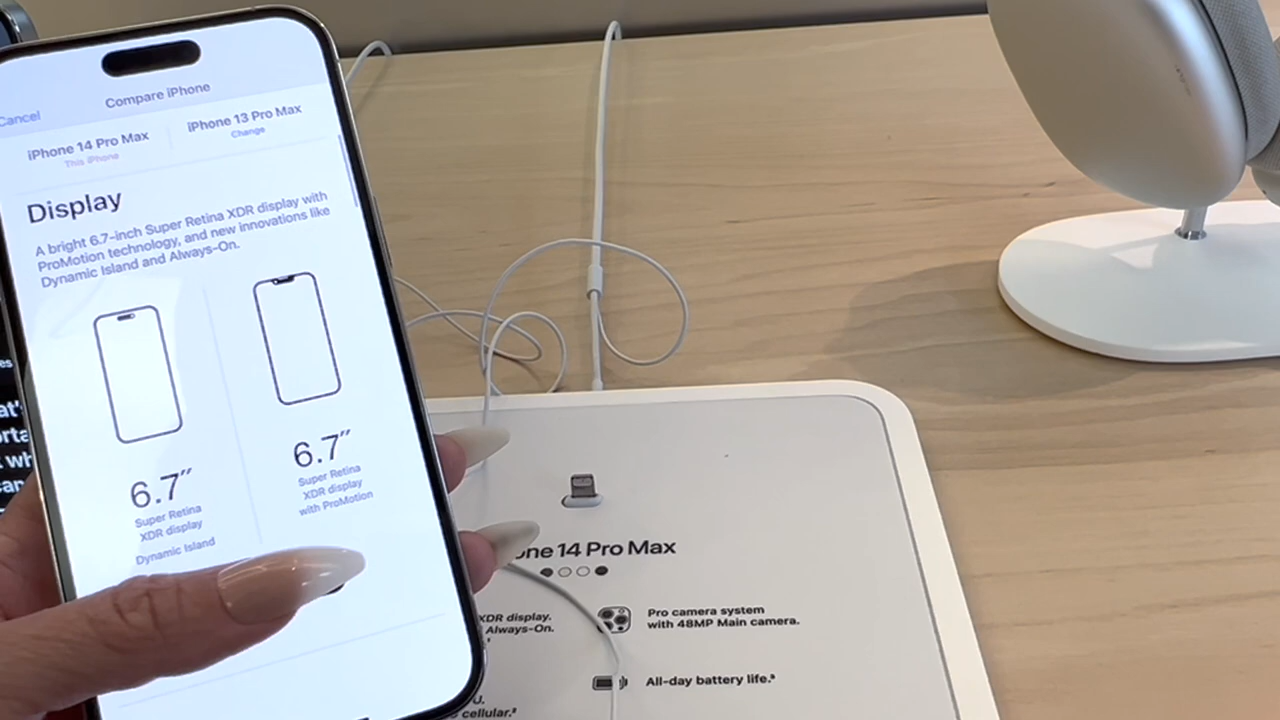 Compare iPhone
Cancel
iPhone 14 Pro Max
This iPhone
iPhone 13 Pro Max
Change
Display
A bright 6.7-inch Super Retina XDR display with
ProMotion technology, and new innovations like
Dynamic Island and Always-On.
6.7″
Super Retina
XDR display
Dynamic Island
6.7″
Super Retina
XDR display
with ProMotion
one 14 Pro Max
XDR display.
Always-On.
Pro camera system
with 48MP Main camera.
All-day battery life.
cellular.²